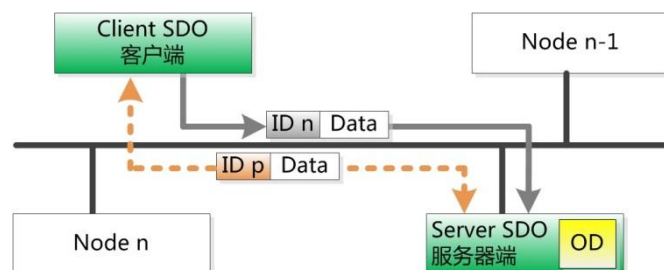 Client SDO
客户端
Node n-1
ID n Data
ID p Data
Node n
Server SDO
服务器端
OD